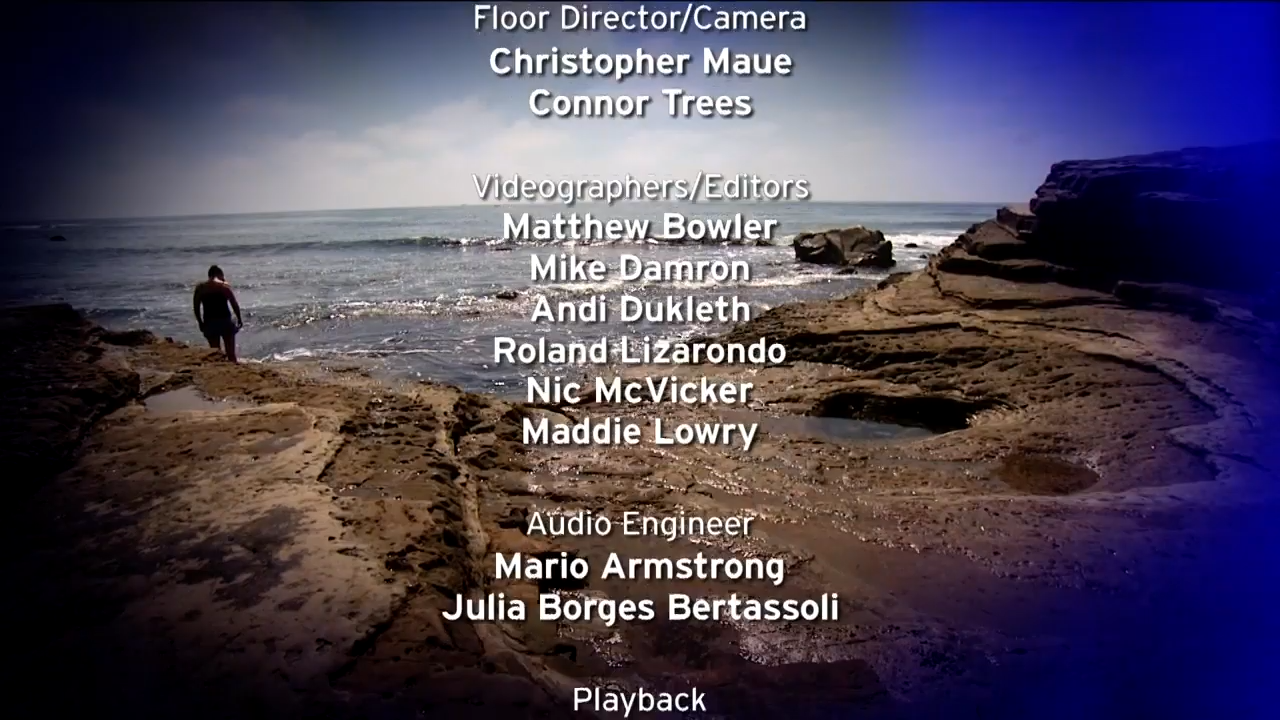 Floor Director/Camera
Christopher Maue
Connor Trees
Videographers/Editors
Matthew Bowler
Mike Damron
Andi Dukleth
Roland Lizarondo
Nic McVicker
Maddie Lowry
Audio Engineer
Mario Armstrong
Julia Borges Bertassoli
Playback